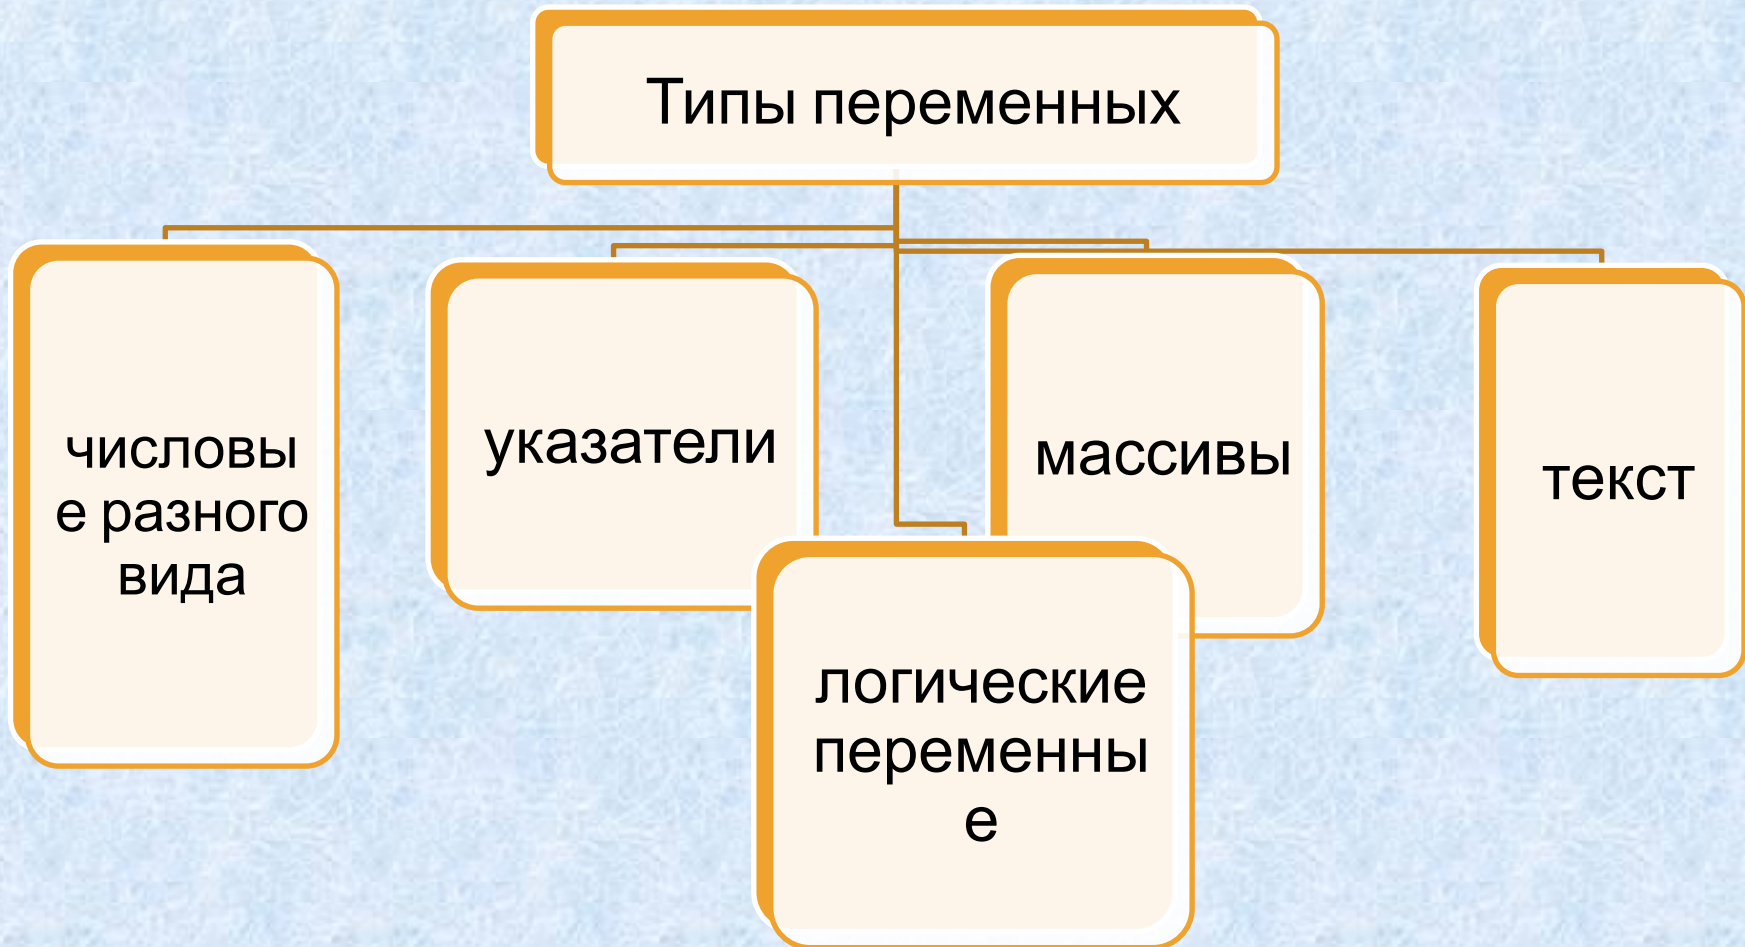 Типы переменных
числовы
е разного
вида
указатели
массивы
текст
логические
переменны
е